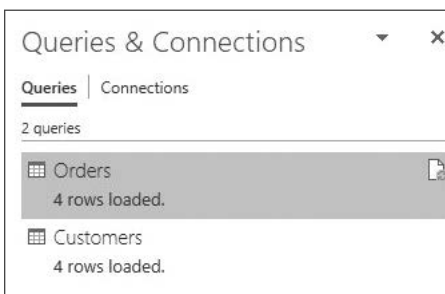 Queries & Connections
Queries | Connections
2 queries
Orders
4 rows loaded.
Customers
4 rows loaded.